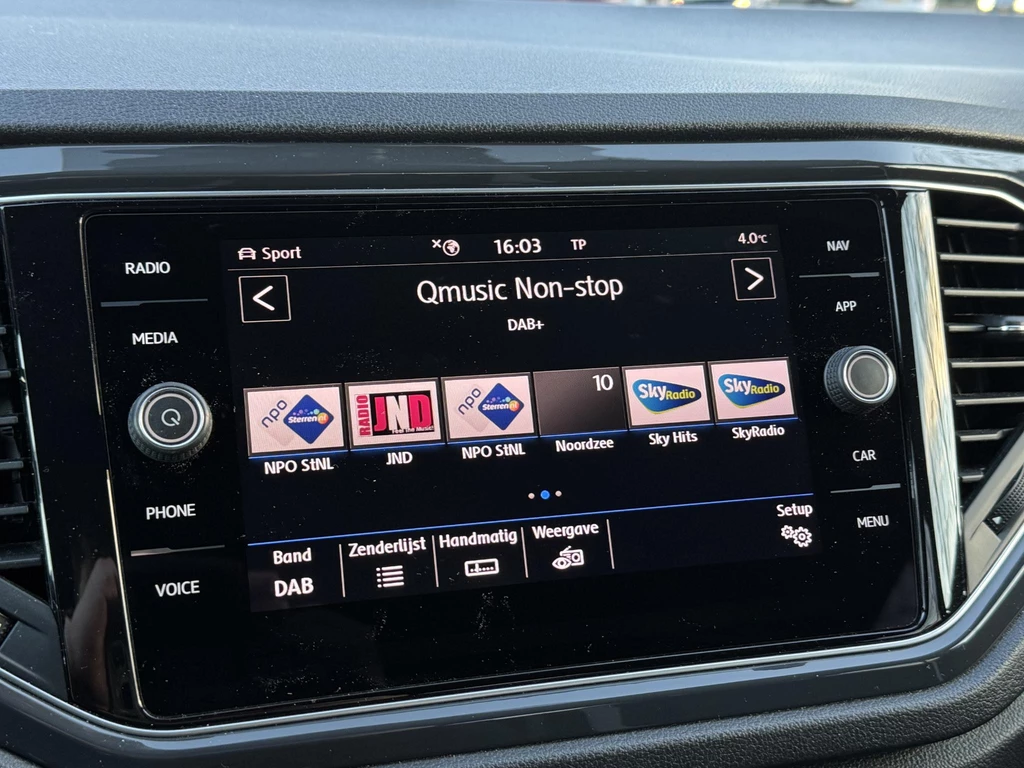 RADIO
MEDIA
PHONE
VOICE
Sport
16:03
TP
4.0°C
Qmusic Non-stop
DAB+
npo Sterren nl
RADIO JND Feel the Music!
npo Sterren nl
10
Sky Radio
Sky Radio
NPO StNL
JND
NPO StNL
Noordzee
Sky Hits
SkyRadio
Band
DAB
Zenderlijst
Handmatig
Weergave
Setup
NAV
APP
CAR
MENU